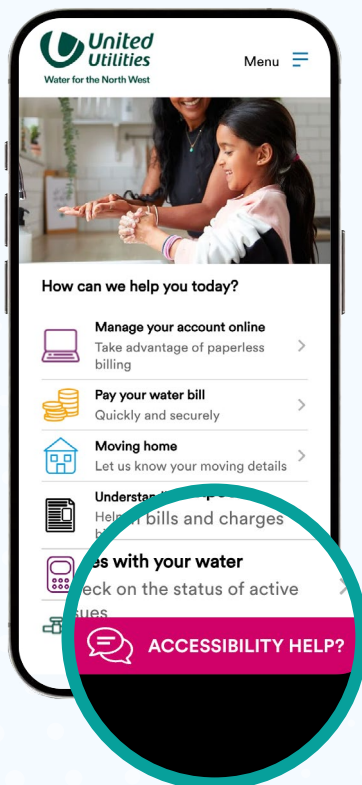 United
Utilities
Water for the North West
Menu
How can we help you today?
Manage your account online
Take advantage of paperless
billing
Pay your water bill
Quickly and securely
Moving home
Let us know your moving details
bills and charges
with your water
on the status of active
ACCESSIBILITY HELP?